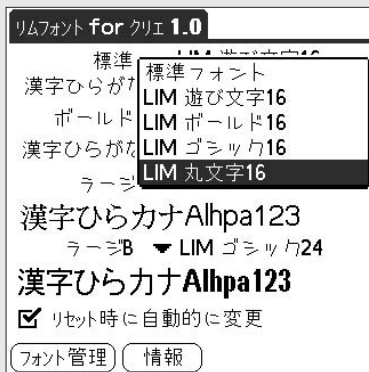 リムフォント for クリエ 1.0
標準
標準フォント
漢字ひらがな
LIM 遊び文字16
ボールド
LIM ボールド16
漢字ひらがな
LIM ゴシック16
LIM 丸文字16
ラージ
漢字ひらカナAlhpa123
ラージB ▼ LIM ゴシック24
漢字ひらカナAlhpa123
リセット時に自動的に変更
フォント管理 情報